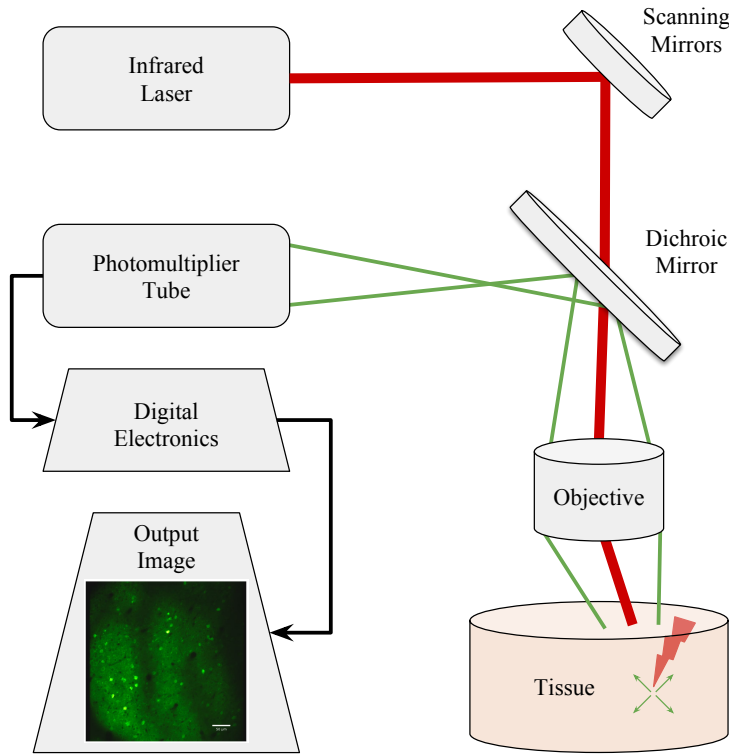 Scanning
Mirrors
Infrared
Laser
Dichroic
Mirror
Photomultiplier
Tube
Digital
Electronics
Objective
Output
Image
Tissue